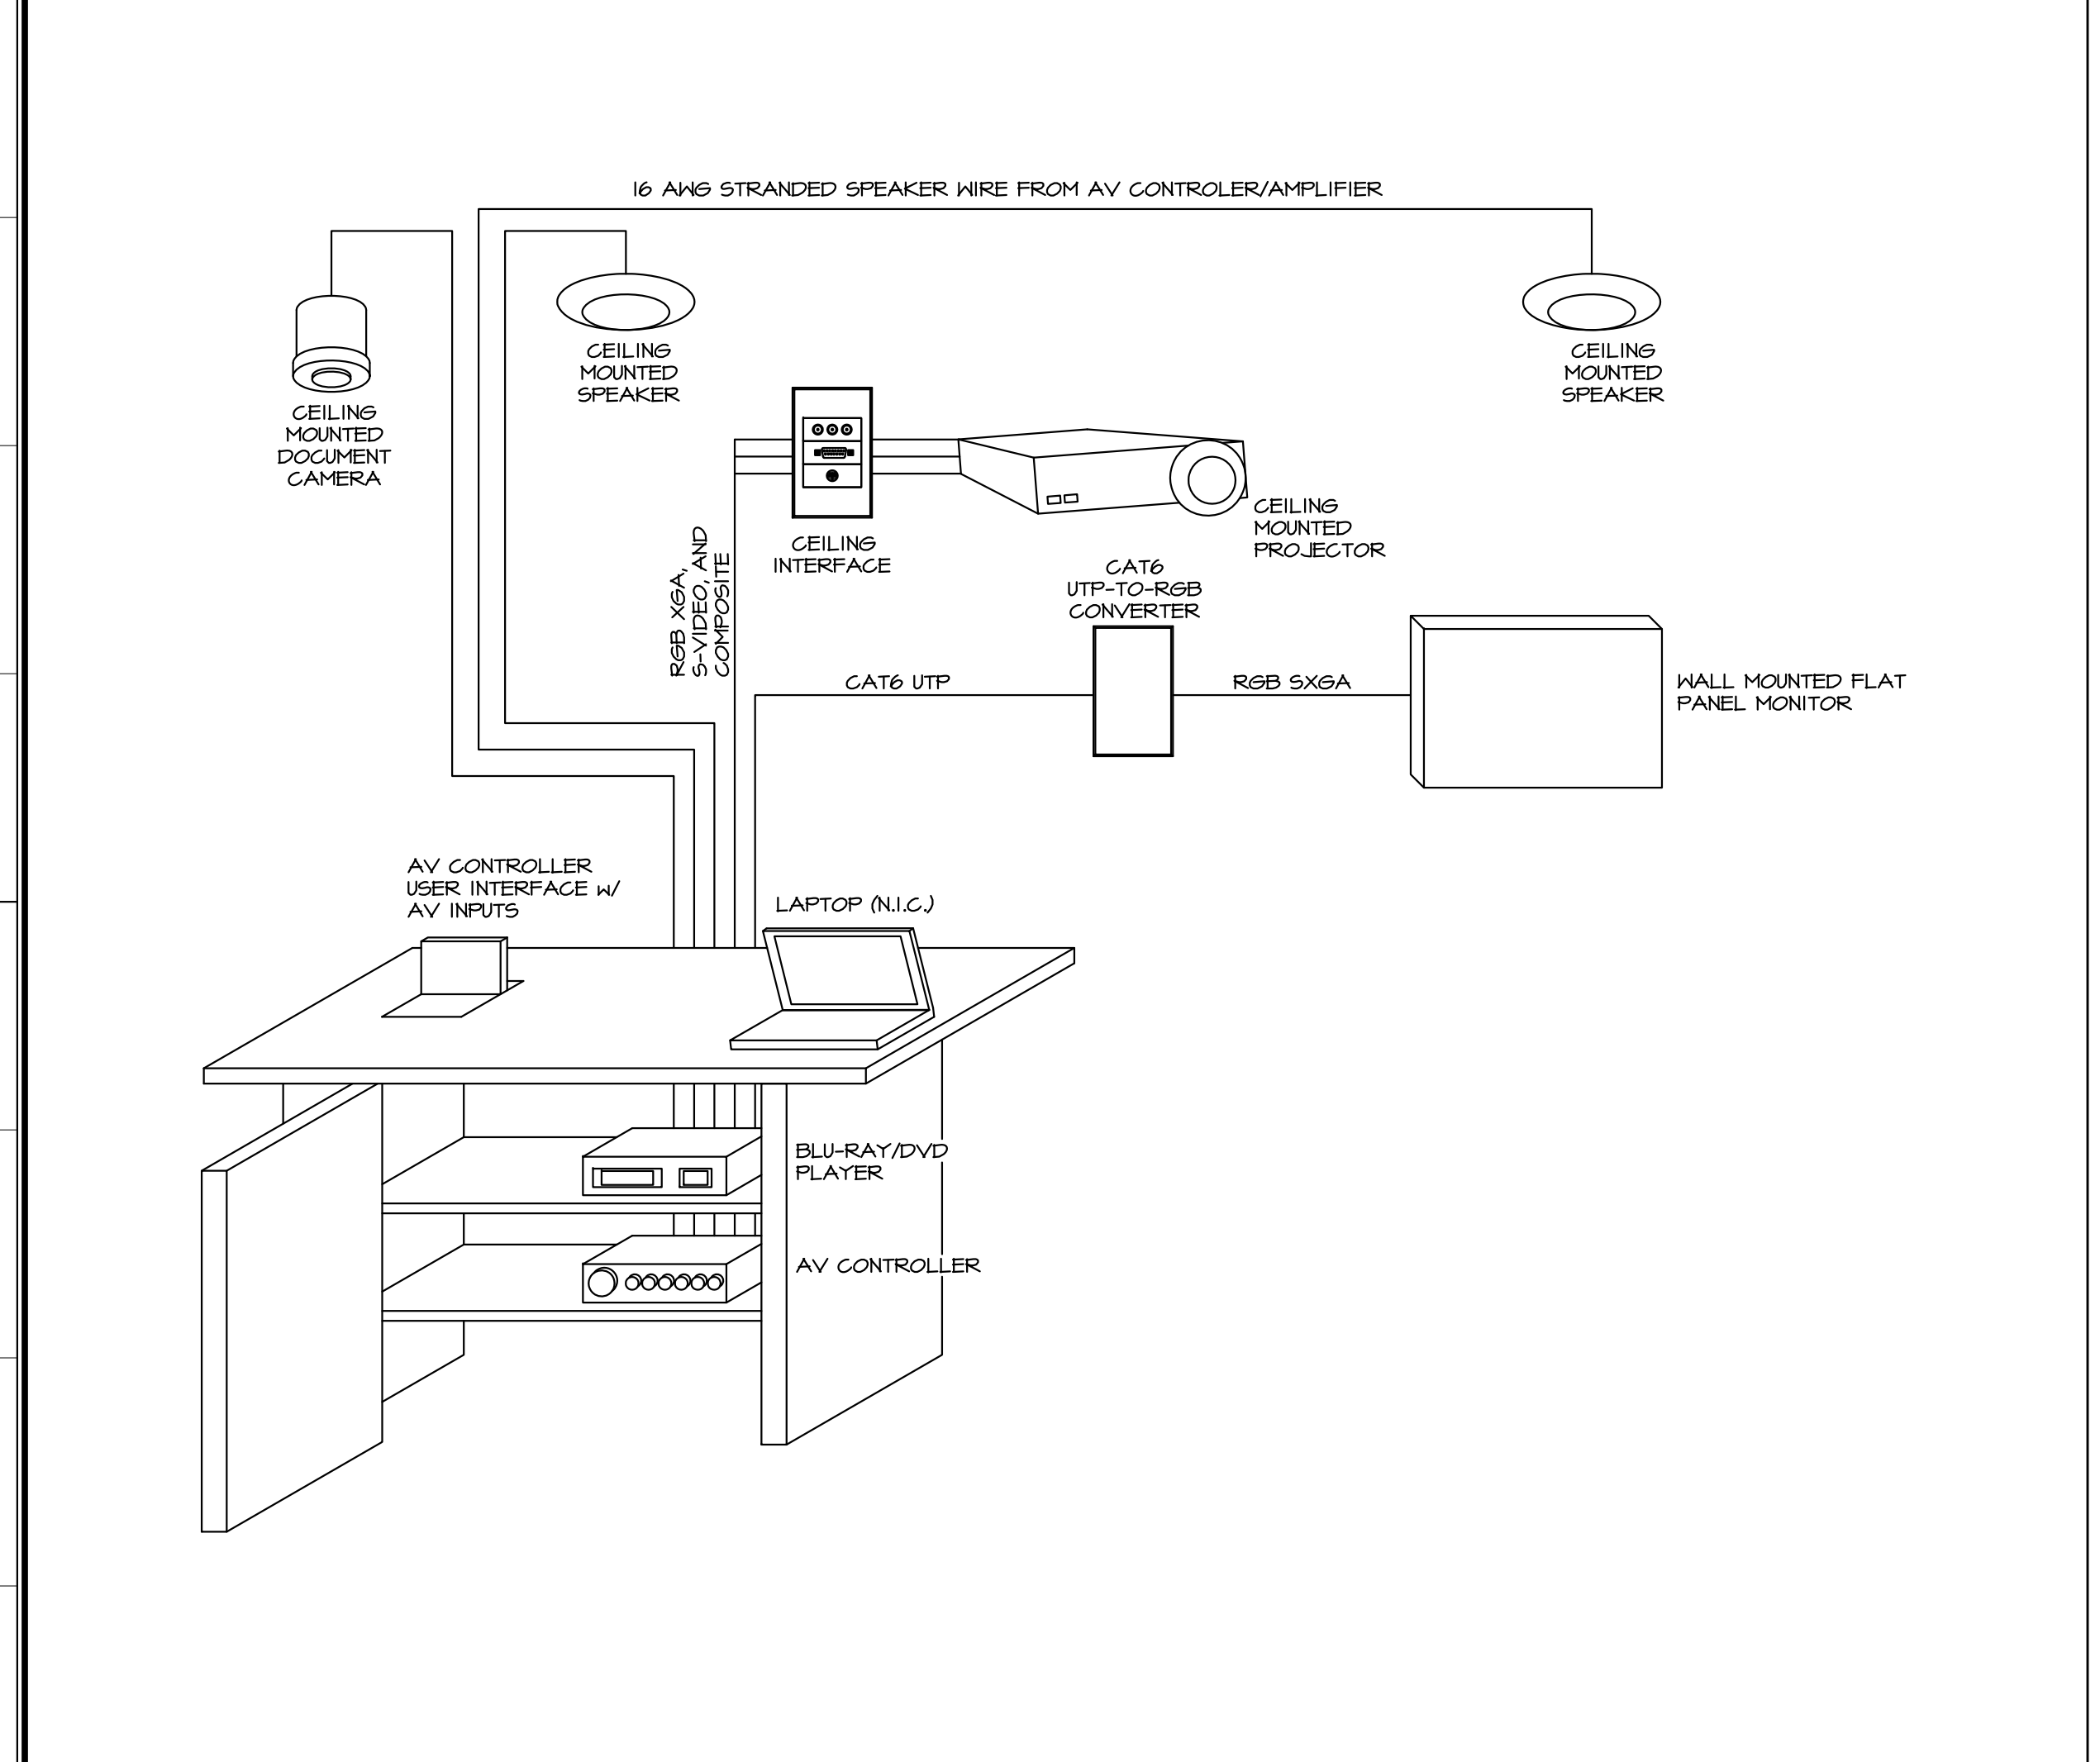 16 AWG STRANDED SPEAKER WIRE FROM AV CONTROLER/AMPLIFIER
CEILING
MOUNTED
SPEAKER
CEILING
MOUNTED
SPEAKER
CEILING
MOUNTED
DOCUMENT
CAMERA
CEILING
MOUNTED
PROJECTOR
CEILING
INTERFACE
RGB XGA,
S-VIDEO, AND
COMPOSITE
CAT6
UTP-TO-RGB
CONVERTER
CAT6 UTP
RGB SXGA
WALL MOUNTED FLAT
PANEL MONITOR
AV CONTROLLER
USER INTERFACE W/
AV INPUTS
LAPTOP (N.I.C.)
BLU-RAY/DVD
PLAYER
AV CONTROLLER